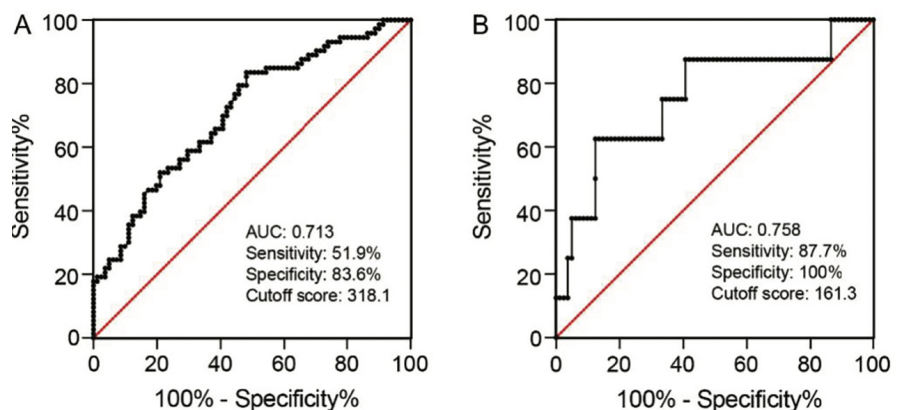 A
Sensitivity%
100
80
60
40
20
0
AUC: 0.713
Sensitivity: 51.9%
Specificity: 83.6%
Cutoff score: 318.1
0 20 40 60 80 100
100% - Specificity%
B
Sensitivity%
100
80
60
40
20
0
AUC: 0.758
Sensitivity: 87.7%
Specificity: 100%
Cutoff score: 161.3
0 20 40 60 80 100
100% - Specificity%